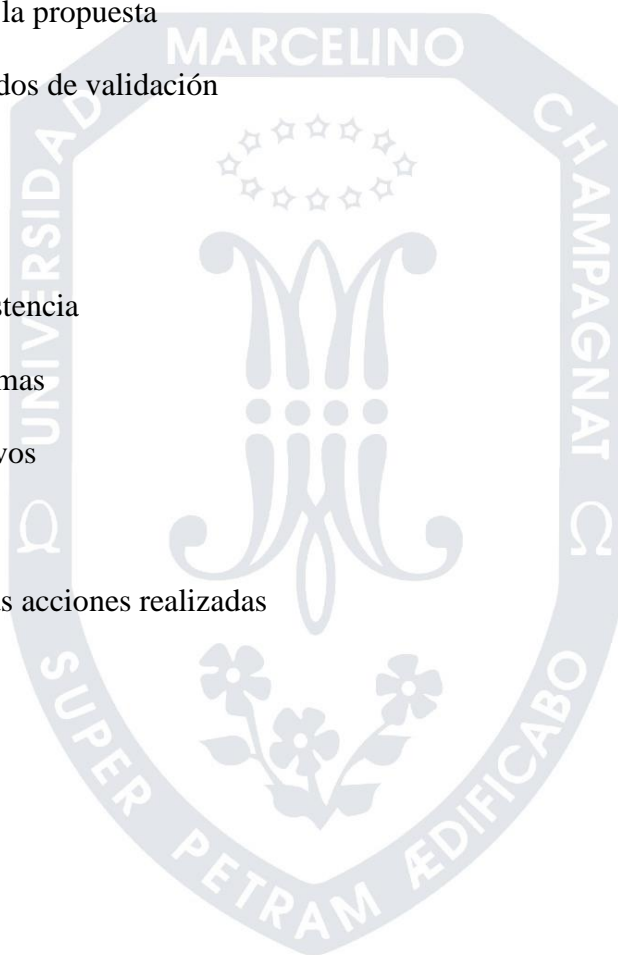 la propuesta
MARCELINO
dos de validación
CHAMPAGNAT
UNIVERSIDAD
stencia
mas
vos
s acciones realizadas
SUPER PETRAM ÆDIFICABO